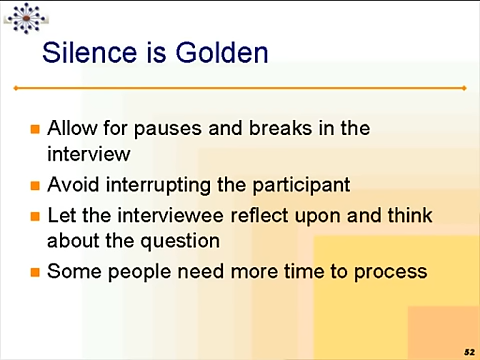 Silence is Golden
Allow for pauses and breaks in the
interview
Avoid interrupting the participant
Let the interviewee reflect upon and think
about the question
Some people need more time to process
52